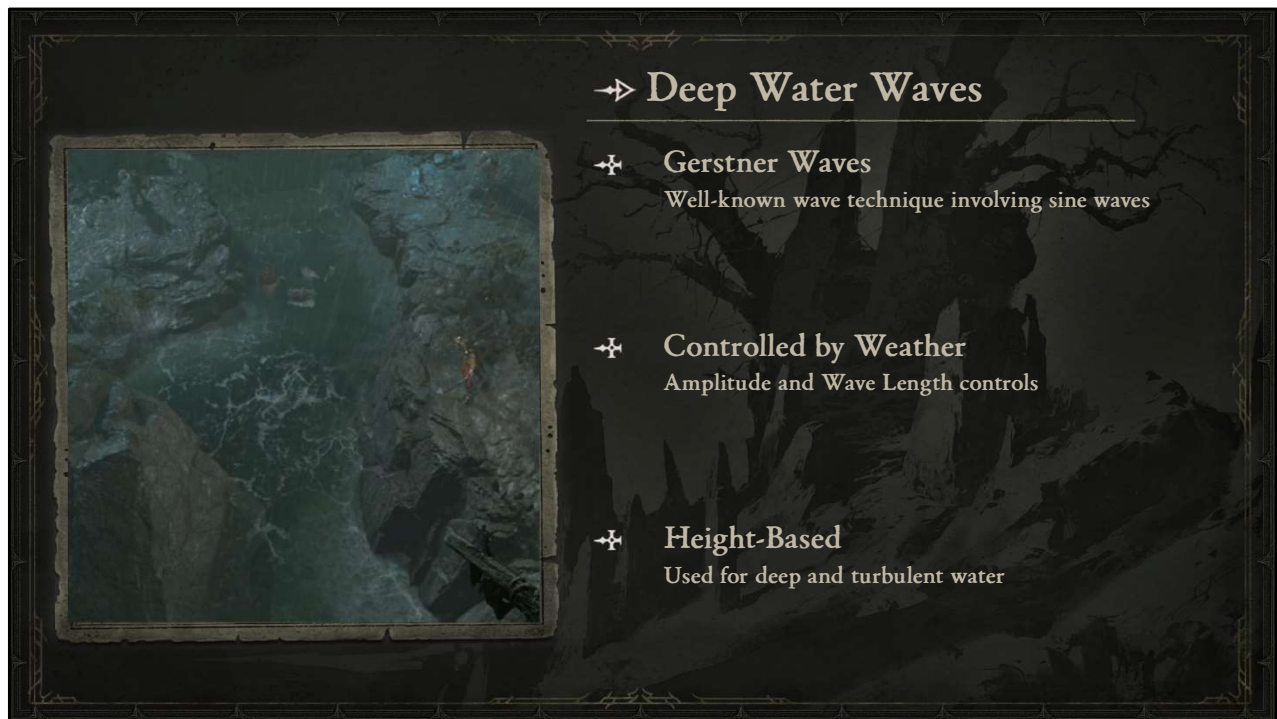 Deep Water Waves
Gerstner Waves
Well-known wave technique involving sine waves
Controlled by Weather
Amplitude and Wave Length controls
Height-Based
Used for deep and turbulent water